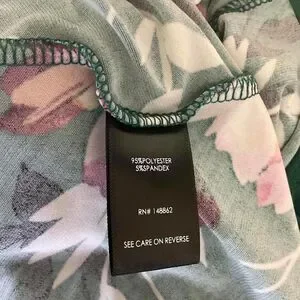 95%POLYESTER
5%SPANDEX
RN# 148862
SEE CARE ON REVERSE